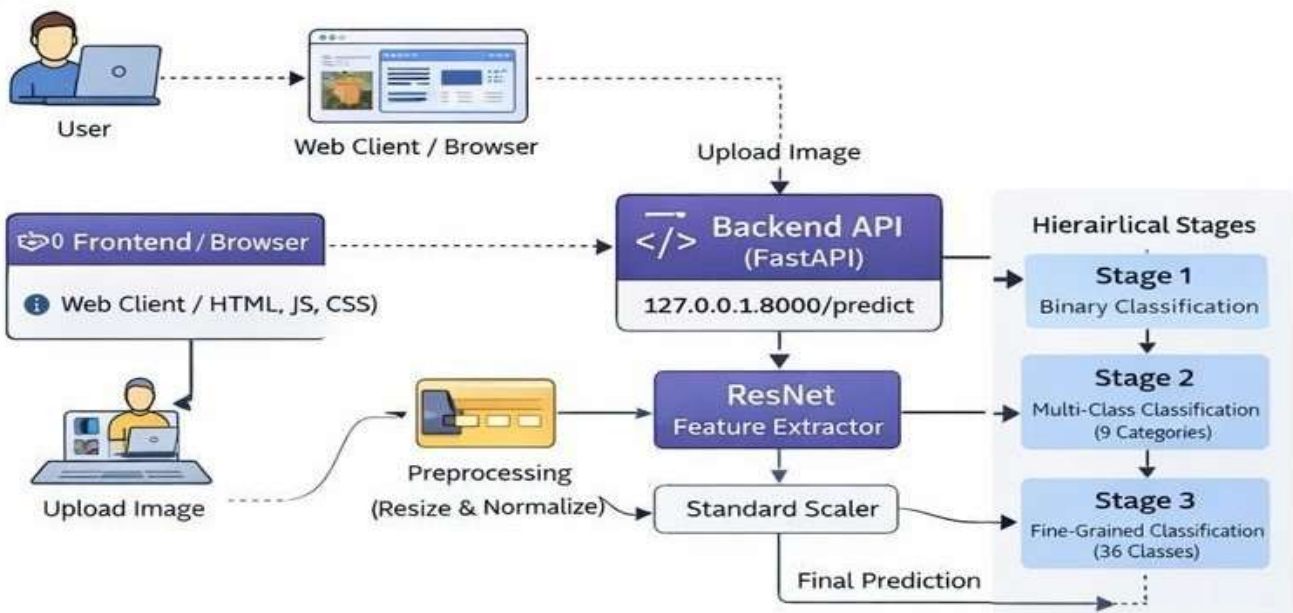 User
Web Client / Browser
Upload Image
0 Frontend / Browser
Web Client / HTML, JS, CSS)
</> Backend API
(FastAPI)
127.0.0.1.8000/predict
Hierairlical Stages
Stage 1
Binary Classification
Stage 2
Multi-Class Classification
(9 Categories)
ResNet
Feature Extractor
Upload Image
Preprocessing
(Resize & Normalize)
Standard Scaler
Stage 3
Fine-Grained Classification
(36 Classes)
Final Prediction